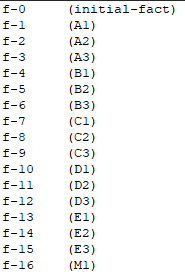 f-0 (initial-fact)
f-1 (A1)
f-2 (A2)
f-3 (A3)
f-4 (B1)
f-5 (B2)
f-6 (B3)
f-7 (C1)
f-8 (C2)
f-9 (C3)
f-10 (D1)
f-11 (D2)
f-12 (D3)
f-13 (E1)
f-14 (E2)
f-15 (E3)
f-16 (M1)